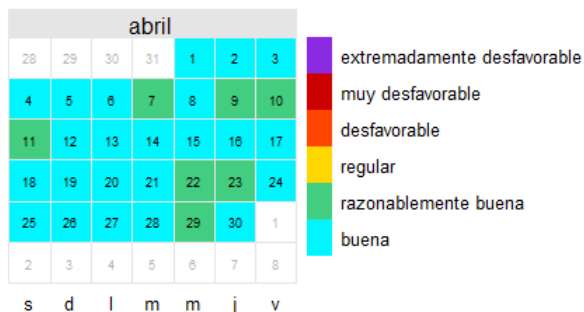 abril
28 29 30 31 1 2 3
4 5 6 7 8 9 10
11 12 13 14 15 16 17
18 19 20 21 22 23 24
25 26 27 28 29 30 1
2 3 4 5 6 7 8
s d l m m j v
extremadamente desfavorable
muy desfavorable
desfavorable
regular
razonablemente buena
buena